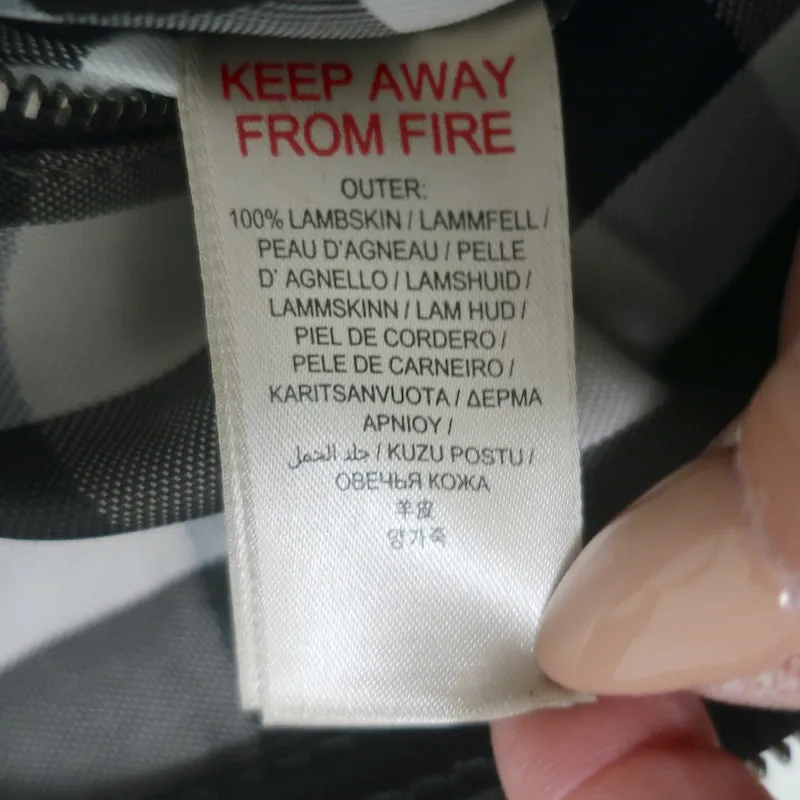 KEEP AWAY
FROM FIRE
OUTER:
100% LAMBSKIN / LAMMFELL /
PEAU D'AGNEAU / PELLE
D' AGNELLO / LAMSHUID /
LAMMSKINN / LAM HUD /
PIEL DE CORDERO /
PELE DE CARNEIRO /
KARITSANVUOTA / ΔΕΡΜΑ
ΑΡΝΙΟΥ /
جلد الحمل / KUZU POSTU /
ОВЕЧЬЯ КОЖА
羊皮
양가죽